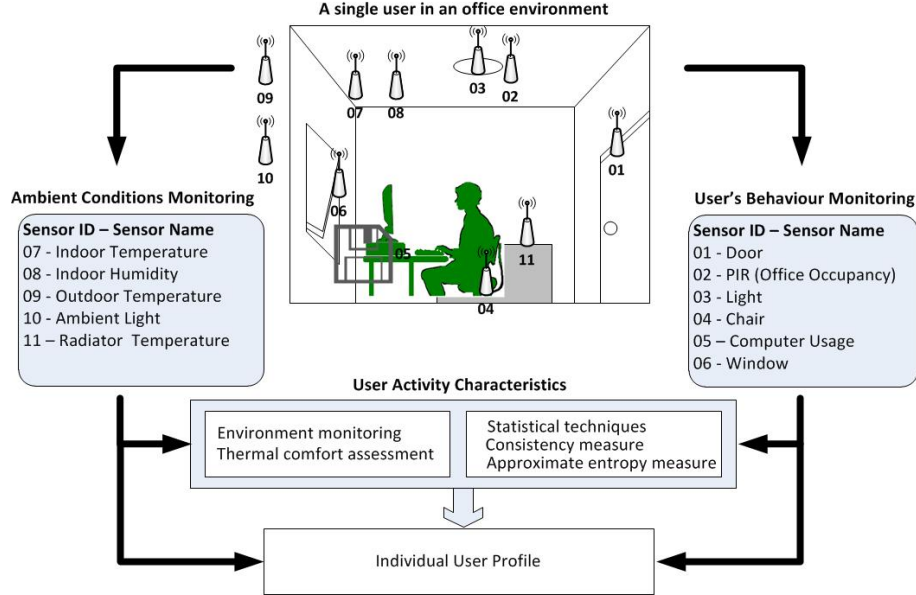 A single user in an office environment
09
07
08
03
02
10
01
06
05
11
04
Ambient Conditions Monitoring
Sensor ID – Sensor Name
07 - Indoor Temperature
08 - Indoor Humidity
09 - Outdoor Temperature
10 - Ambient Light
11 – Radiator Temperature
User's Behaviour Monitoring
Sensor ID – Sensor Name
01 - Door
02 - PIR (Office Occupancy)
03 - Light
04 - Chair
05 – Computer Usage
06 - Window
User Activity Characteristics
Environment monitoring
Thermal comfort assessment
Statistical techniques
Consistency measure
Approximate entropy measure
Individual User Profile